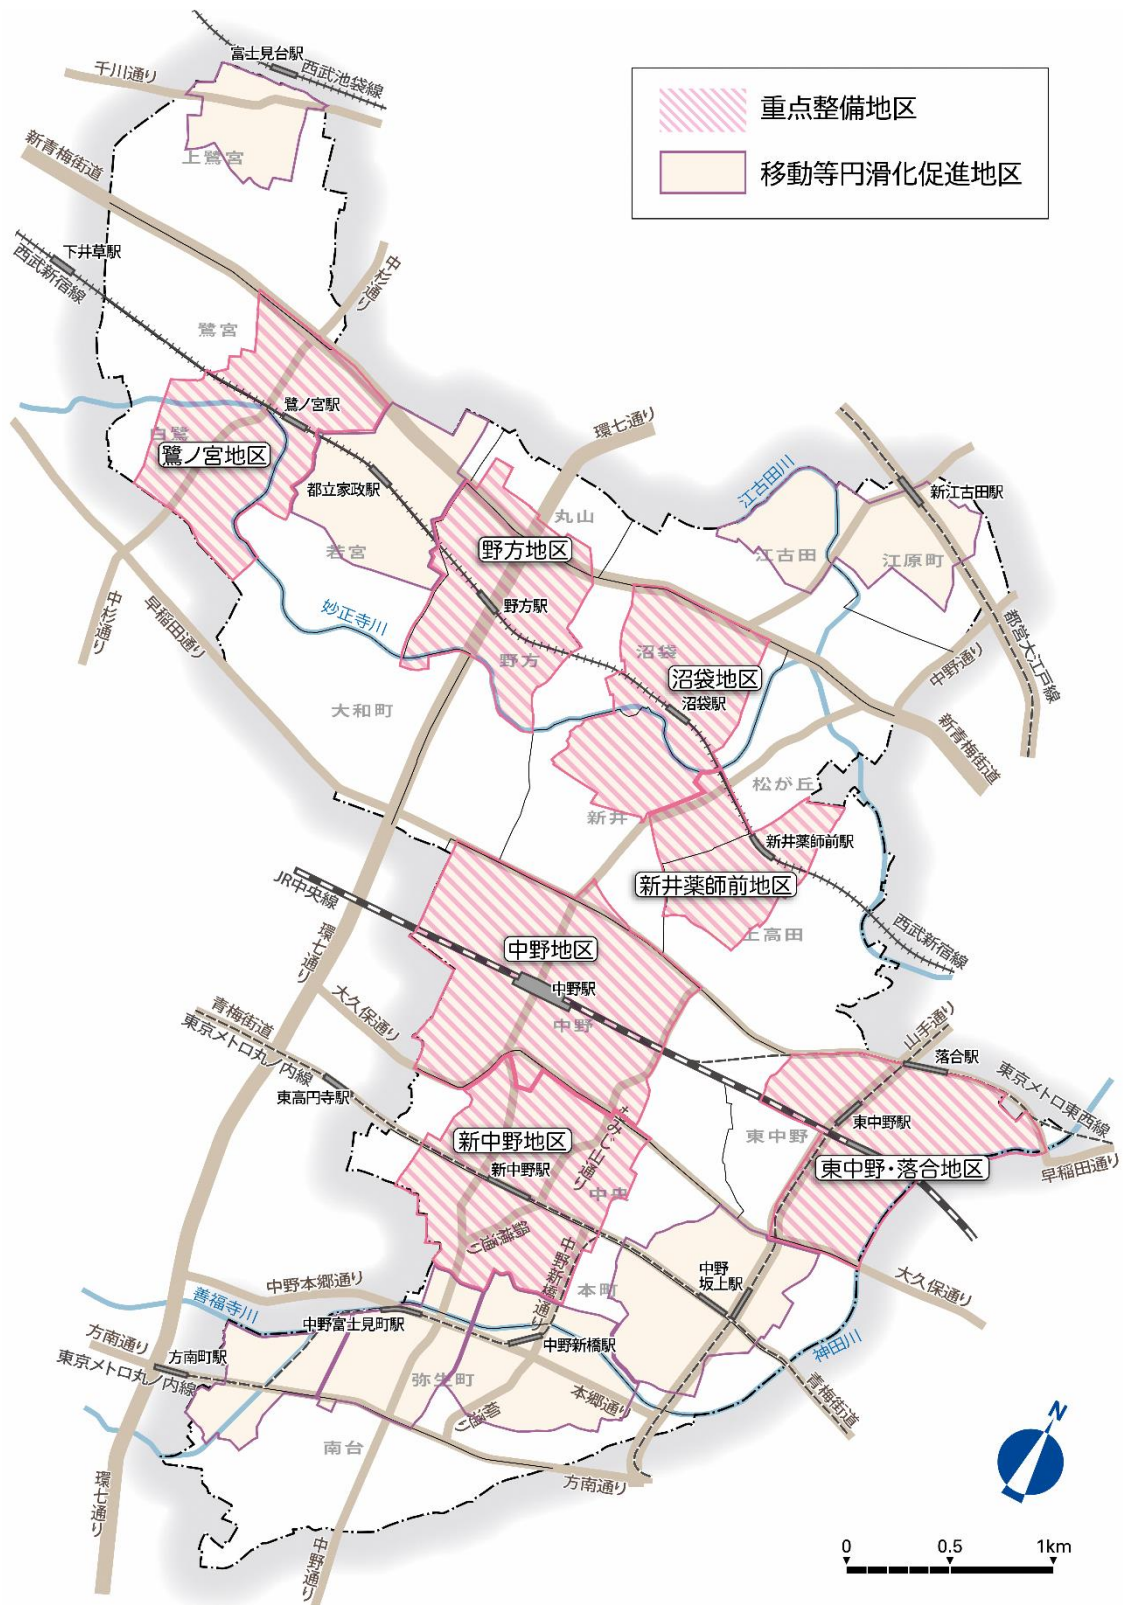 富士見台駅
西武池袋線
千川通り
上鷺宮
重点整備地区
移動等円滑化促進地区
新青梅街道
下井草駅
西武新宿線
中杉通り
鷺宮
鷺ノ宮駅
白鷺
鷺ノ宮地区
都立家政駅
若宮
環七通り
丸山
野方地区
野方駅
野方
妙正寺川
中杉通り
早稲田通り
大和町
江古田川
新江古田駅
江古田
江原町
都営大江戸線
中野通り
新青梅街道
沼袋
沼袋地区
沼袋駅
松が丘
新井
新井薬師前駅
新井薬師前地区
上高田
西武新宿線
JR中央線
環七通り
中野地区
中野駅
中野
大久保通り
青梅街道
東京メトロ丸ノ内線
東高円寺駅
山手通り
落合駅
東京メトロ東西線
東中野駅
東中野
東中野・落合地区
早稲田通り
新中野地区
新中野駅
もみじ山通り
中央
鍋横通り
中野新橋通り
本町
中野
坂上駅
大久保通り
中野本郷通り
善福寺川
中野富士見町駅
中野新橋駅
方南通り
方南町駅
東京メトロ丸ノ内線
弥生町
本郷通り
神田川
青梅街道
南台
方南通り
環七通り
中野通り
N
0 0.5 1km